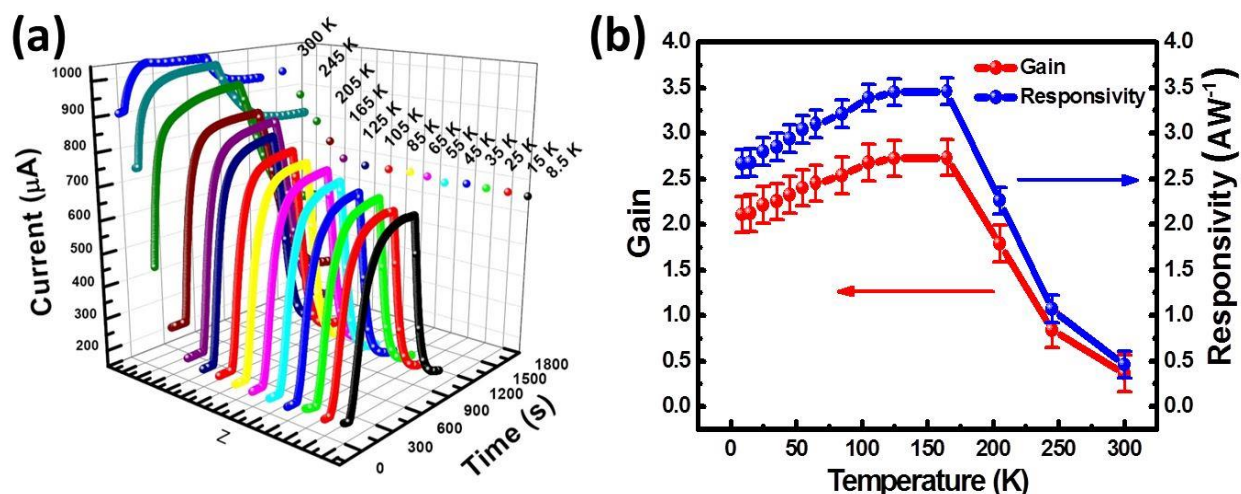 (a)
300 K
245 K
205 K
165 K
125 K
105 K
85 K
65 K
55 K
45 K
35 K
25 K
15 K
8.5 K
1000
900
800
700
600
500
400
300
200
Current (μA)
Z
0
300
600
900
1200
1500
1800
Time (s)
(b)
4.0
3.5
3.0
2.5
2.0
1.5
1.0
0.5
0.0
Gain
Gain
Responsivity
4.0
3.5
3.0
2.5
2.0
1.5
1.0
0.5
0.0
Responsivity (AW⁻¹)
0 50 100 150 200 250 300
Temperature (K)